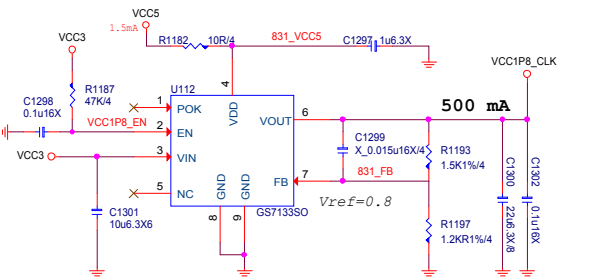 VCC5
1.5mA
R1182
10R/4
831_VCC5
C1297
1u6.3X
VCC3
VCC1P8_CLK
R1187
47K/4
C1298
0.1u16X
VCC1P8_EN
VCC3
C1301
10u6.3X6
U112
1
POK
2
EN
3
VIN
5
NC
4
VDD
VOUT
6
FB
7
GND
GND
8
9
GS7133SO
500 mA
C1299
X_0.015u16X/4
831_FB
Vref=0.8
R1193
1.5K1%/4
R1197
1.2KR1%/4
C1300
22u6.3X/8
C1302
0.1u16X